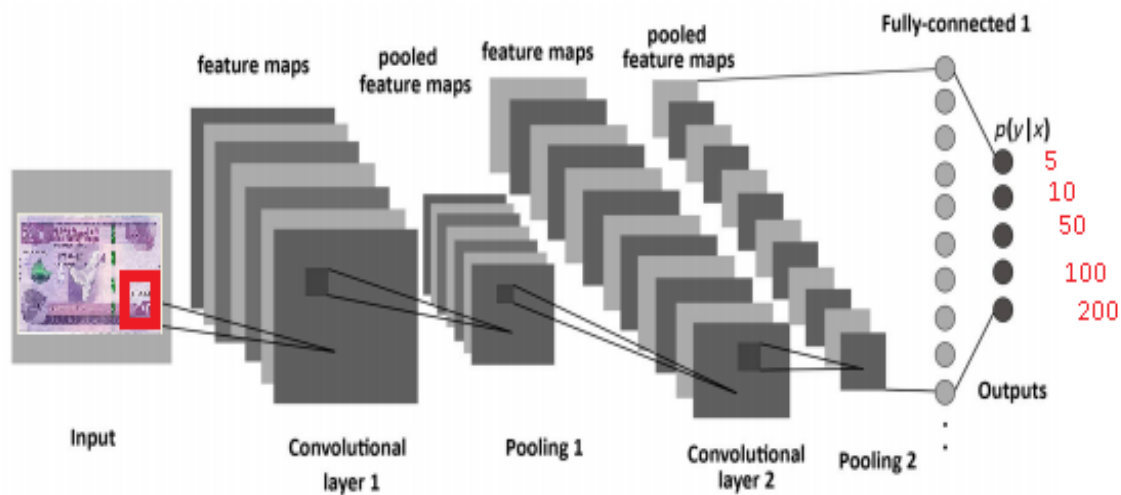 feature maps
pooled
feature maps
feature maps
pooled
feature maps
Fully-connected 1
p(y|x)
5
10
50
100
200
Outputs
Input
Convolutional
layer 1
Pooling 1
Convolutional
layer 2
Pooling 2